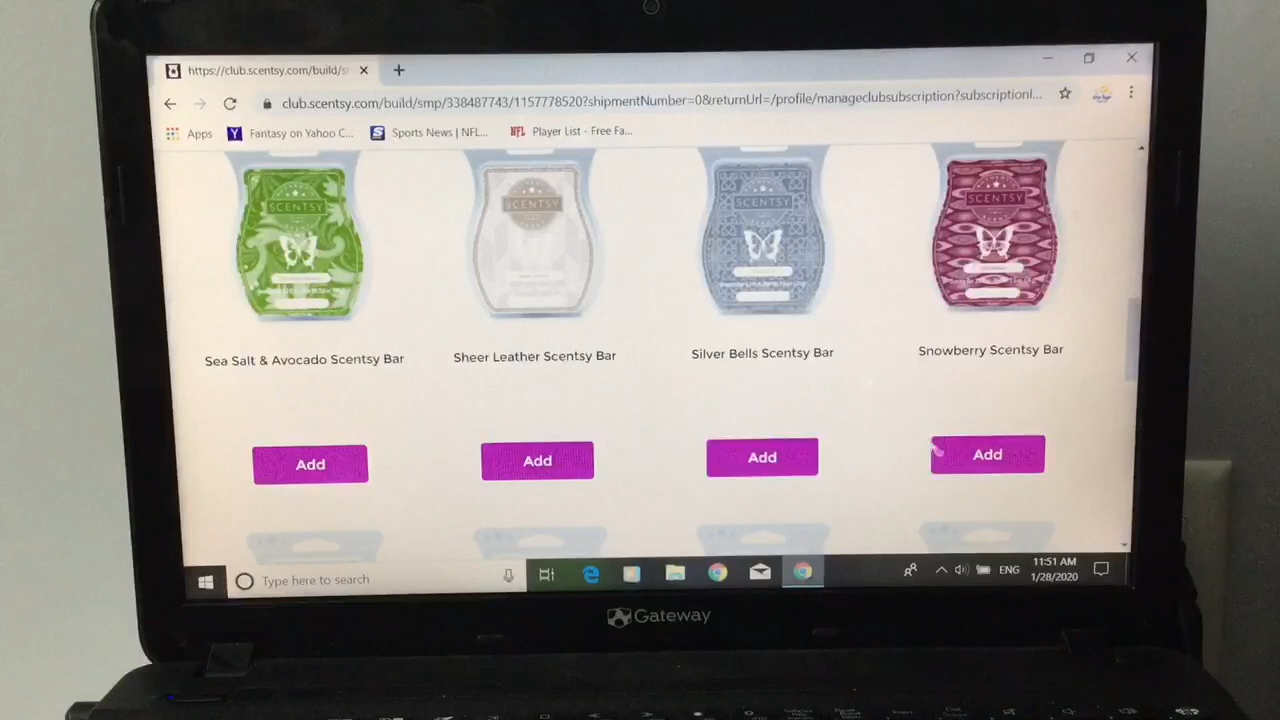 https://club.scentsy.com/build/s
club.scentsy.com/build/smp/338487743/1157778520?shipmentNumber=0&returnUrl=/profile/manageclubsubscription?subscriptionI...
Apps Fantasy on Yahoo C... Sports News | NFL... NFL Player List - Free Fa...
SCENTSY SCENTSY SCENTSY SCENTSY
Sea Salt & Avocado Scentsy Bar Sheer Leather Scentsy Bar Silver Bells Scentsy Bar Snowberry Scentsy Bar
Add Add Add Add
Type here to search ENG 11:51 AM
1/28/2020
Gateway